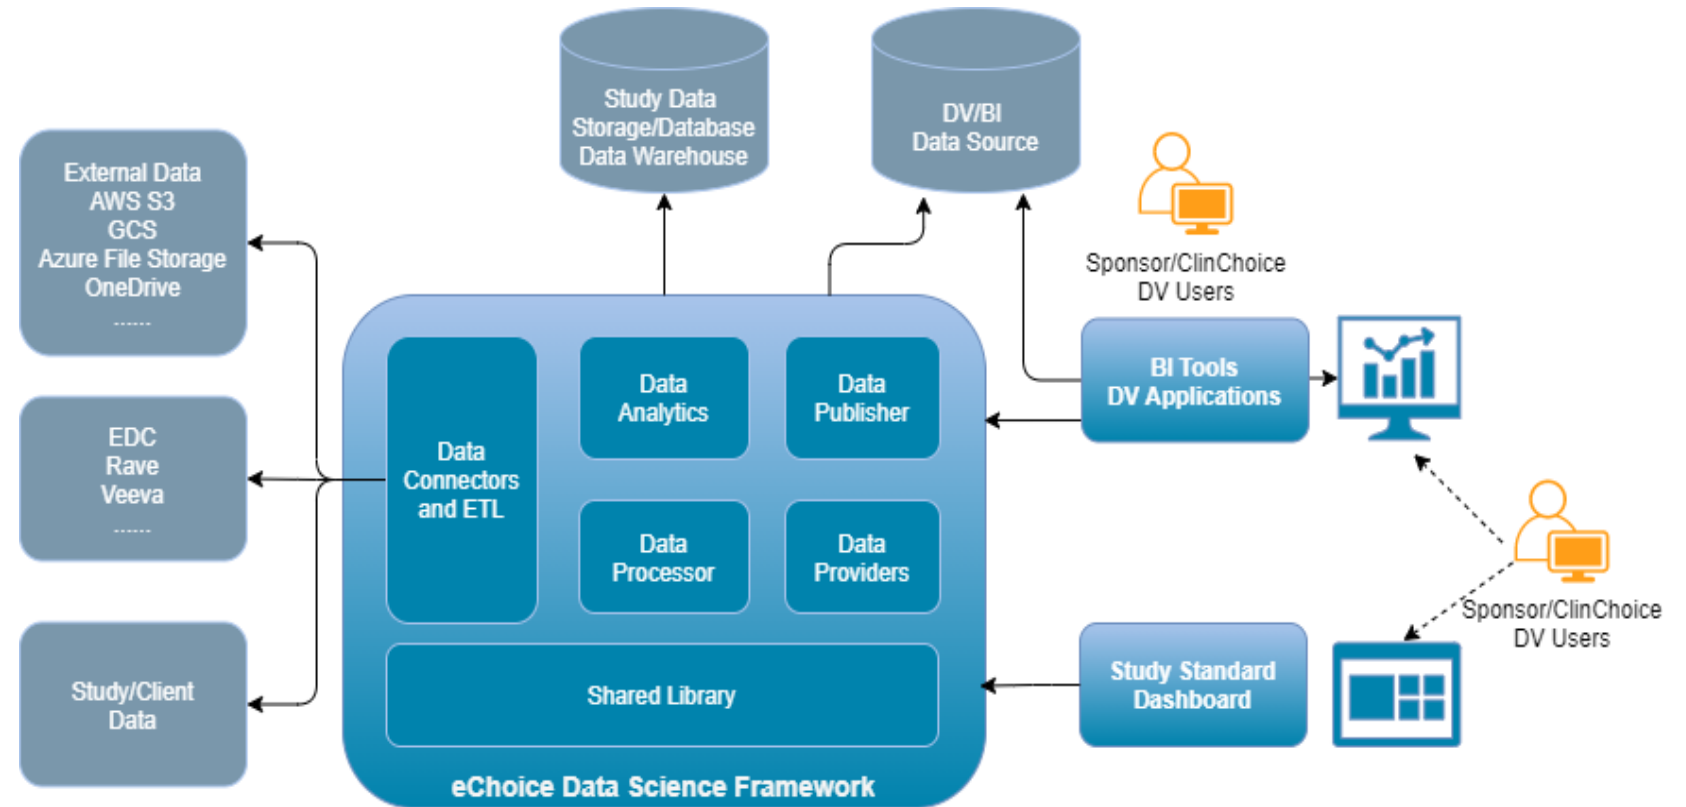 Study Data
Storage/Database
Data Warehouse
DV/BI
Data Source
External Data
AWS S3
GCS
Azure File Storage
OneDrive
......
Sponsor/ClinChoice
DV Users
EDC
Rave
Veeva
......
Study/Client
Data
Data
Connectors
and ETL
Data
Analytics
Data
Publisher
Data
Processor
Data
Providers
Shared Library
eChoice Data Science Framework
BI Tools
DV Applications
Study Standard
Dashboard
Sponsor/ClinChoice
DV Users